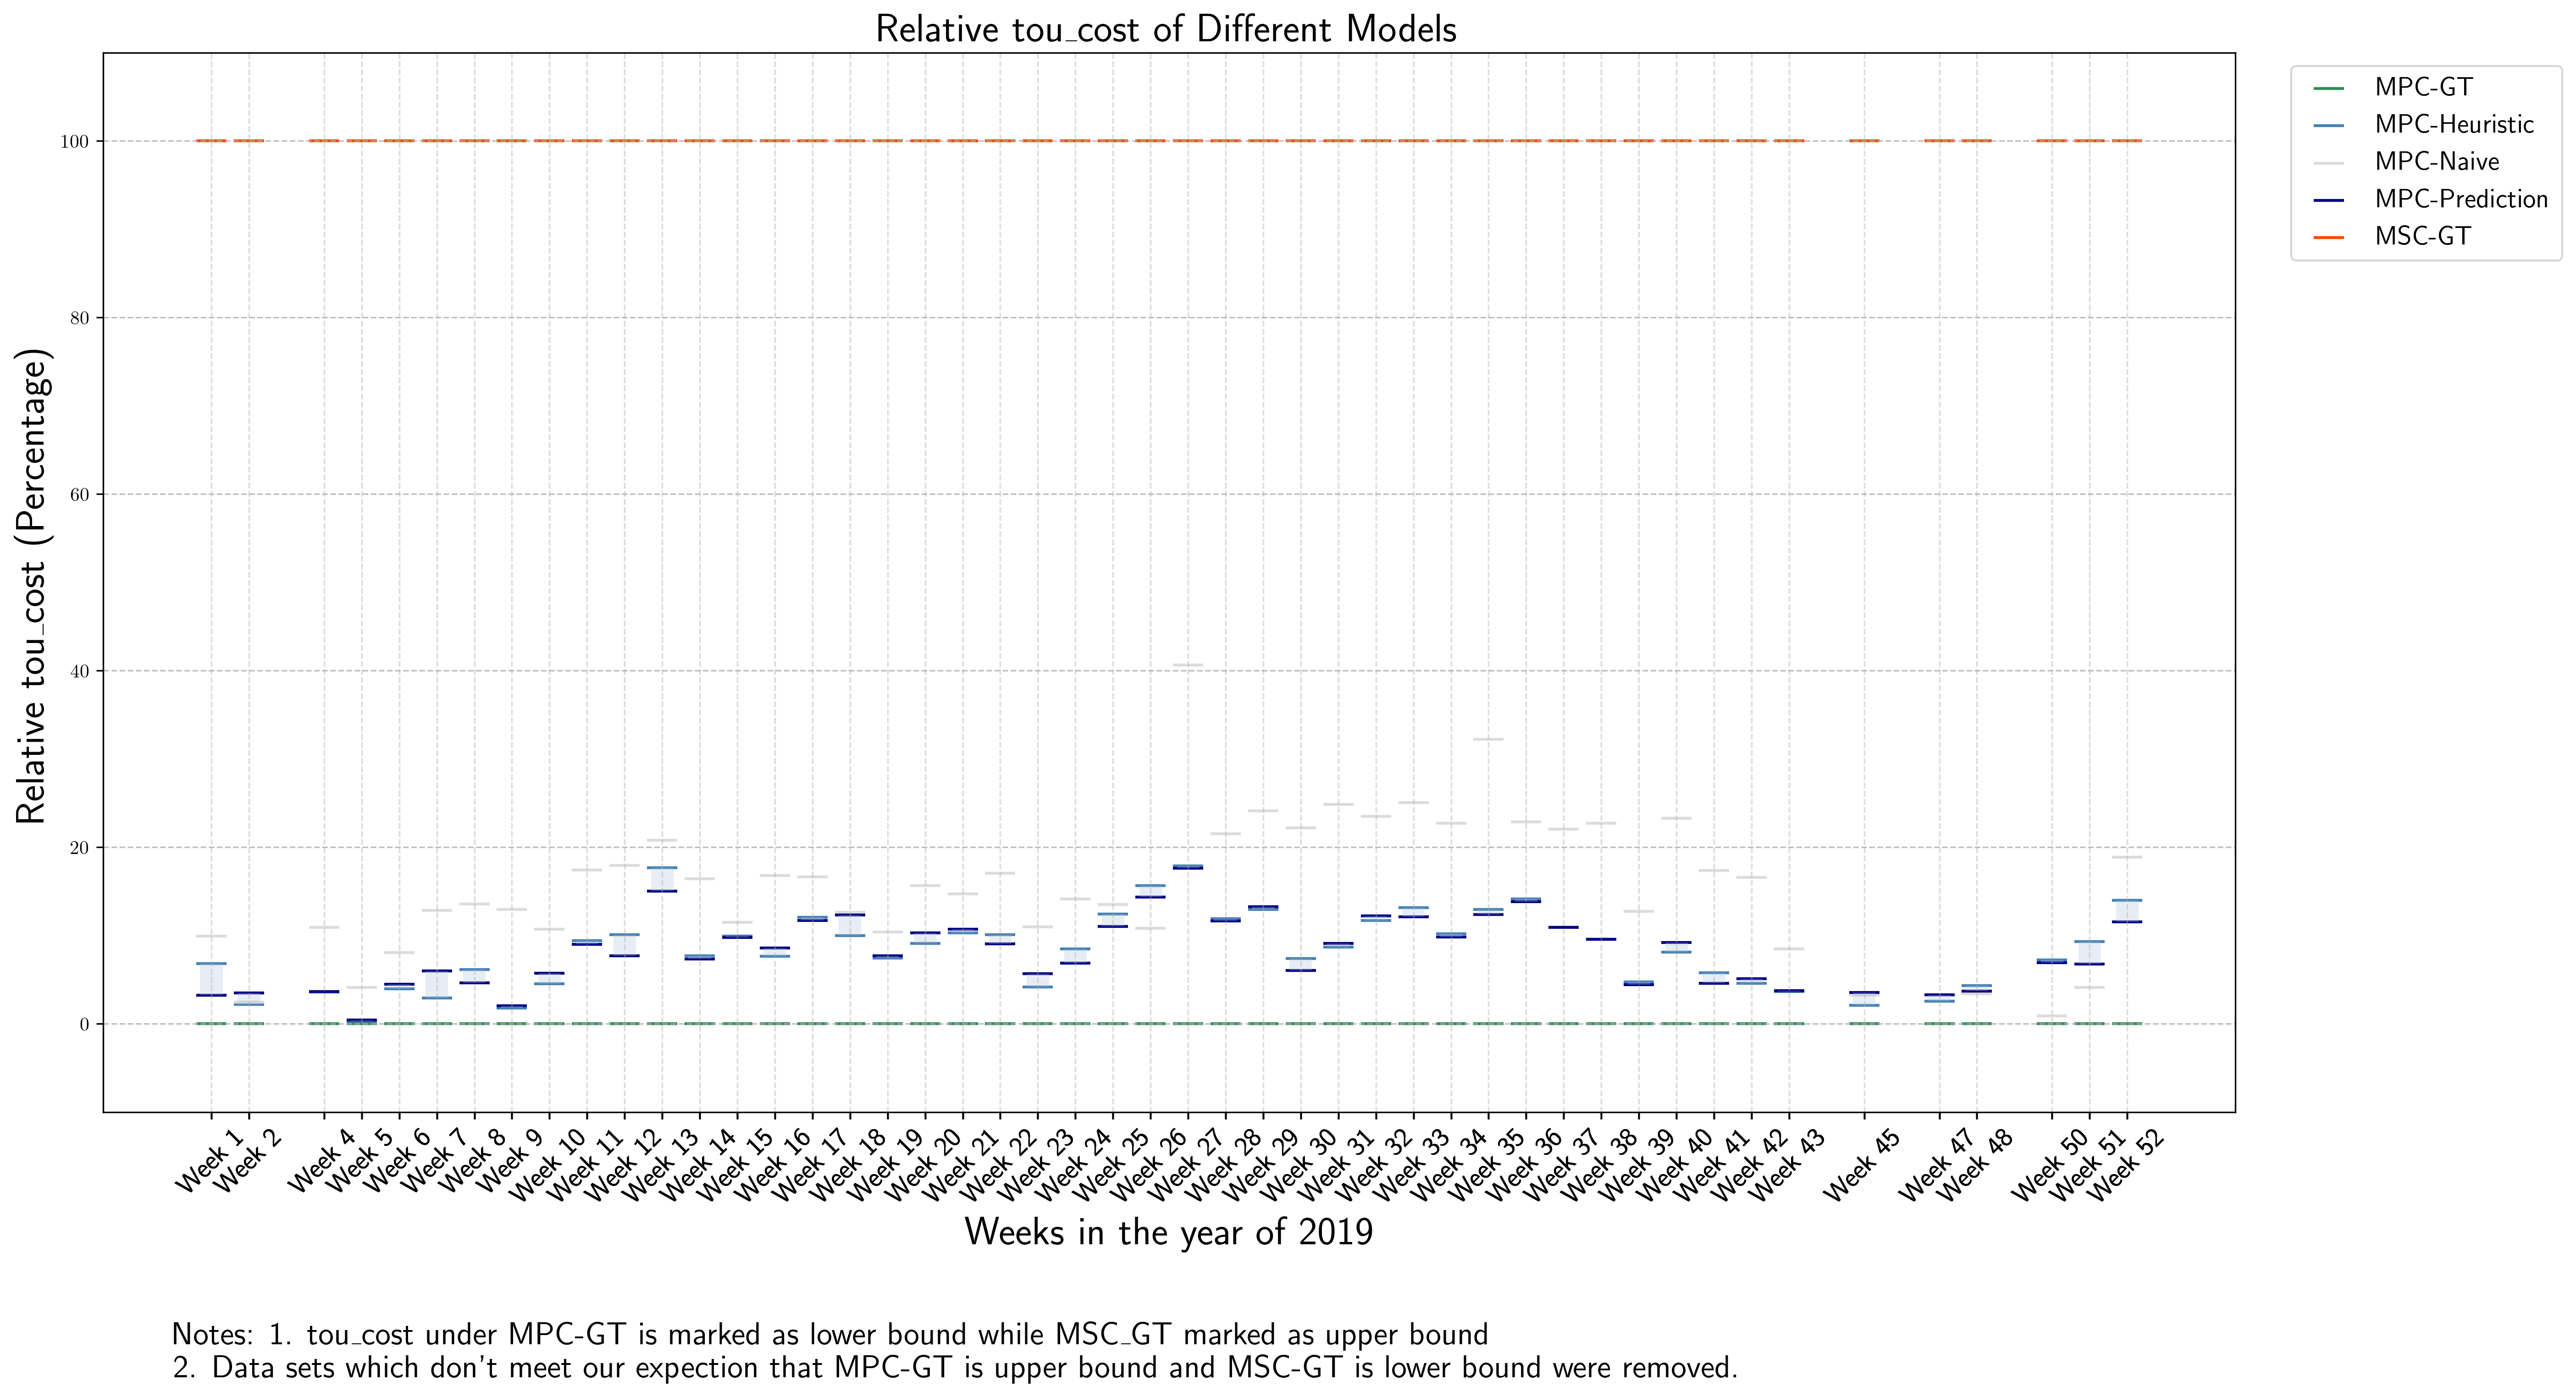 Relative tou_cost of Different Models
Relative tou_cost (Percentage)
100
80
60
40
20
0
MPC-GT
MPC-Heuristic
MPC-Naive
MPC-Prediction
MSC-GT
Week 1
Week 2
Week 4
Week 5
Week 6
Week 7
Week 8
Week 9
Week 10
Week 11
Week 12
Week 13
Week 14
Week 15
Week 16
Week 17
Week 18
Week 19
Week 20
Week 21
Week 22
Week 23
Week 24
Week 25
Week 26
Week 27
Week 28
Week 29
Week 30
Week 31
Week 32
Week 33
Week 34
Week 35
Week 36
Week 37
Week 38
Week 39
Week 40
Week 41
Week 42
Week 43
Week 45
Week 47
Week 48
Week 50
Week 51
Week 52
Weeks in the year of 2019
Notes: 1. tou_cost under MPC-GT is marked as lower bound while MSC_GT marked as upper bound
2. Data sets which don't meet our expection that MPC-GT is upper bound and MSC-GT is lower bound were removed.